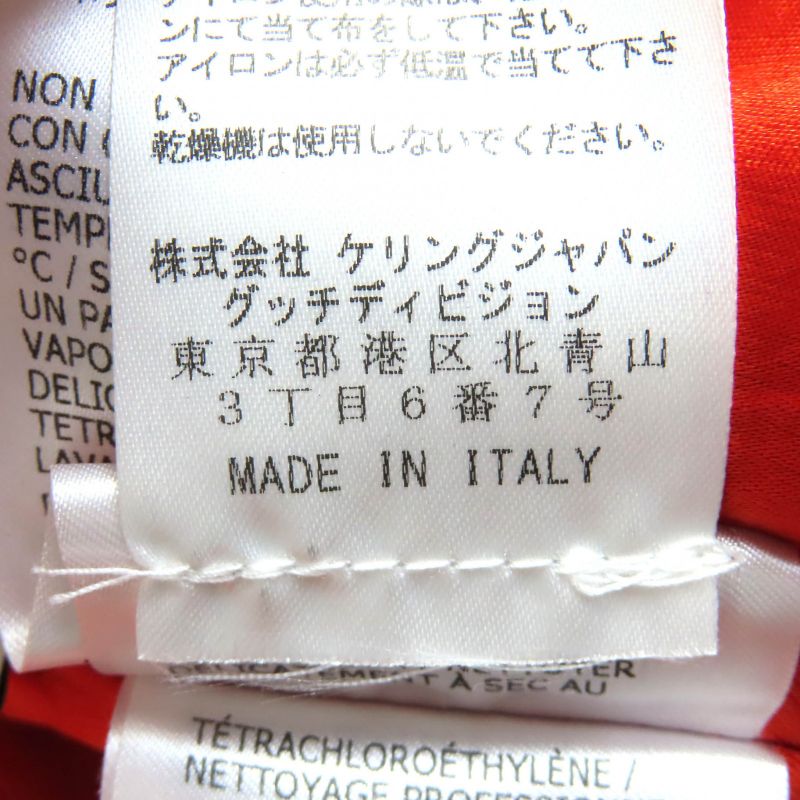 ンにて当て布をして下さい。
アイロンは必ず低温で当てて下さ
い。
乾燥機は使用しないでください。
株式会社 ケリングジャパン
グッチディビジョン
東京都港区北青山
3丁目6番7号
MADE IN ITALY
NON
CON
ASCIU
TEMP
°C / S
UN PA
VAPO
DELIC
TETR
LAVA
À SEC AU
TÉTRACHLOROÉTHYLÈNE /
NETTOYAGE